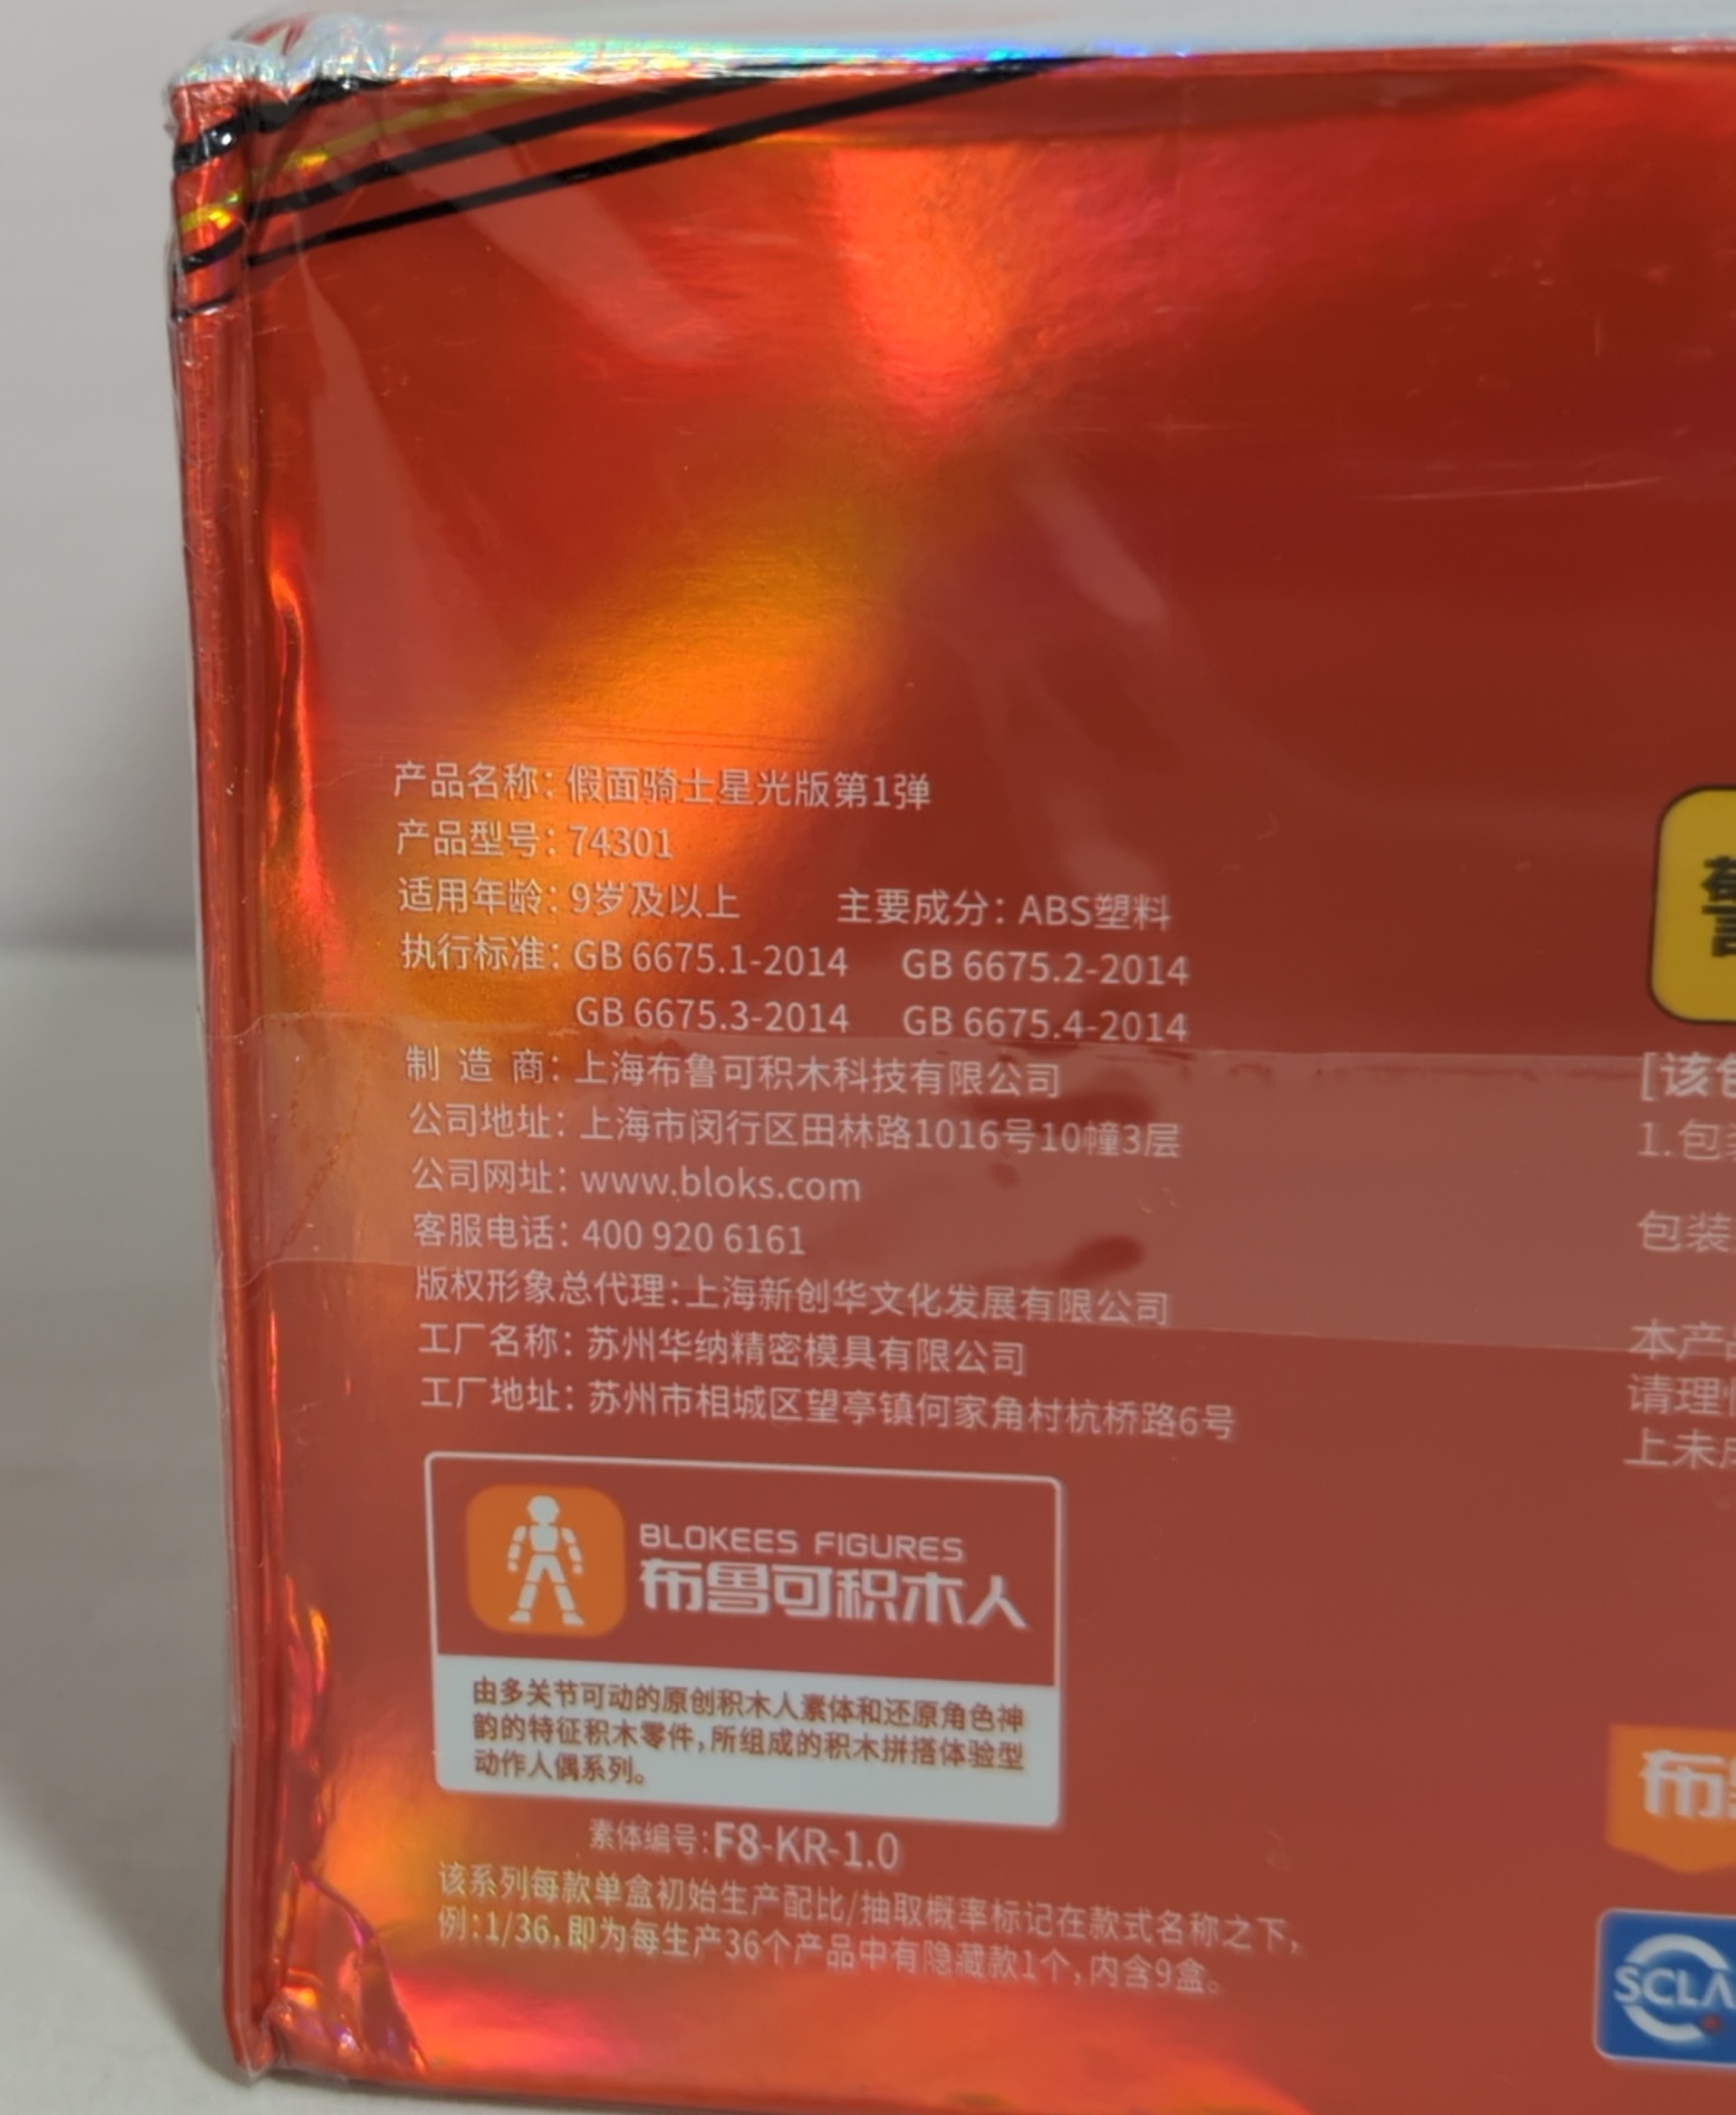 产品名称：假面骑士星光版第1弹
产品型号：74301
适用年龄：9岁及以上 主要成分：ABS塑料
执行标准：GB 6675.1-2014 GB 6675.2-2014
GB 6675.3-2014 GB 6675.4-2014
制 造 商：上海布鲁可积木科技有限公司
公司地址：上海市闵行区田林路1016号10幢3层
公司网址：www.bloks.com
客服电话：400 920 6161
版权形象总代理：上海新创华文化发展有限公司
工厂名称：苏州华纳精密模具有限公司
工厂地址：苏州市相城区望亭镇何家角村杭桥路6号
BLOKEES FIGURES
布鲁可积木人
由多关节可动的原创积木人素体和还原角色神
韵的特征积木零件，所组成的积木拼搭体验型
动作人偶系列。
素体编号：F8-KR-1.0
该系列每款单盒初始生产配比/抽取概率标记在款式名称之下，
例：1/36，即为每生产36个产品中有隐藏款1个，内含9盒。
[该
1.包
包装
本产
请理
上未
布
SCLA